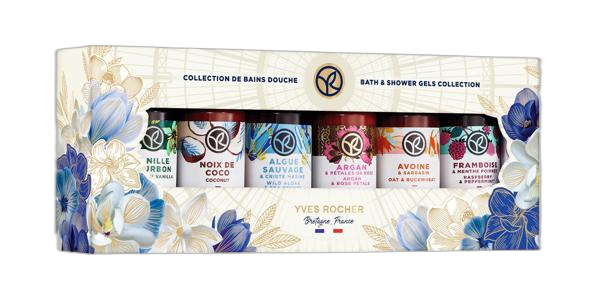 COLLECTION DE BAINS DOUCHE
BATH & SHOWER GELS COLLECTION
NILLE
URBON
VANILLA
NOIX DE
COCO
COCONUT
ALGUE
SAUVAGE
& CRISTE MARINE
WILD ALGAE
ARGAN
& PÉTALES DE ROSE
ARGAN
& ROSE PETALS
AVOINE
& SARRASIN
OAT & BUCKWHEAT
FRAMBOISE
& MENTHE POIVRÉE
RASPBERRY
& PEPPERMINT
YVES ROCHER
Bretagne, France